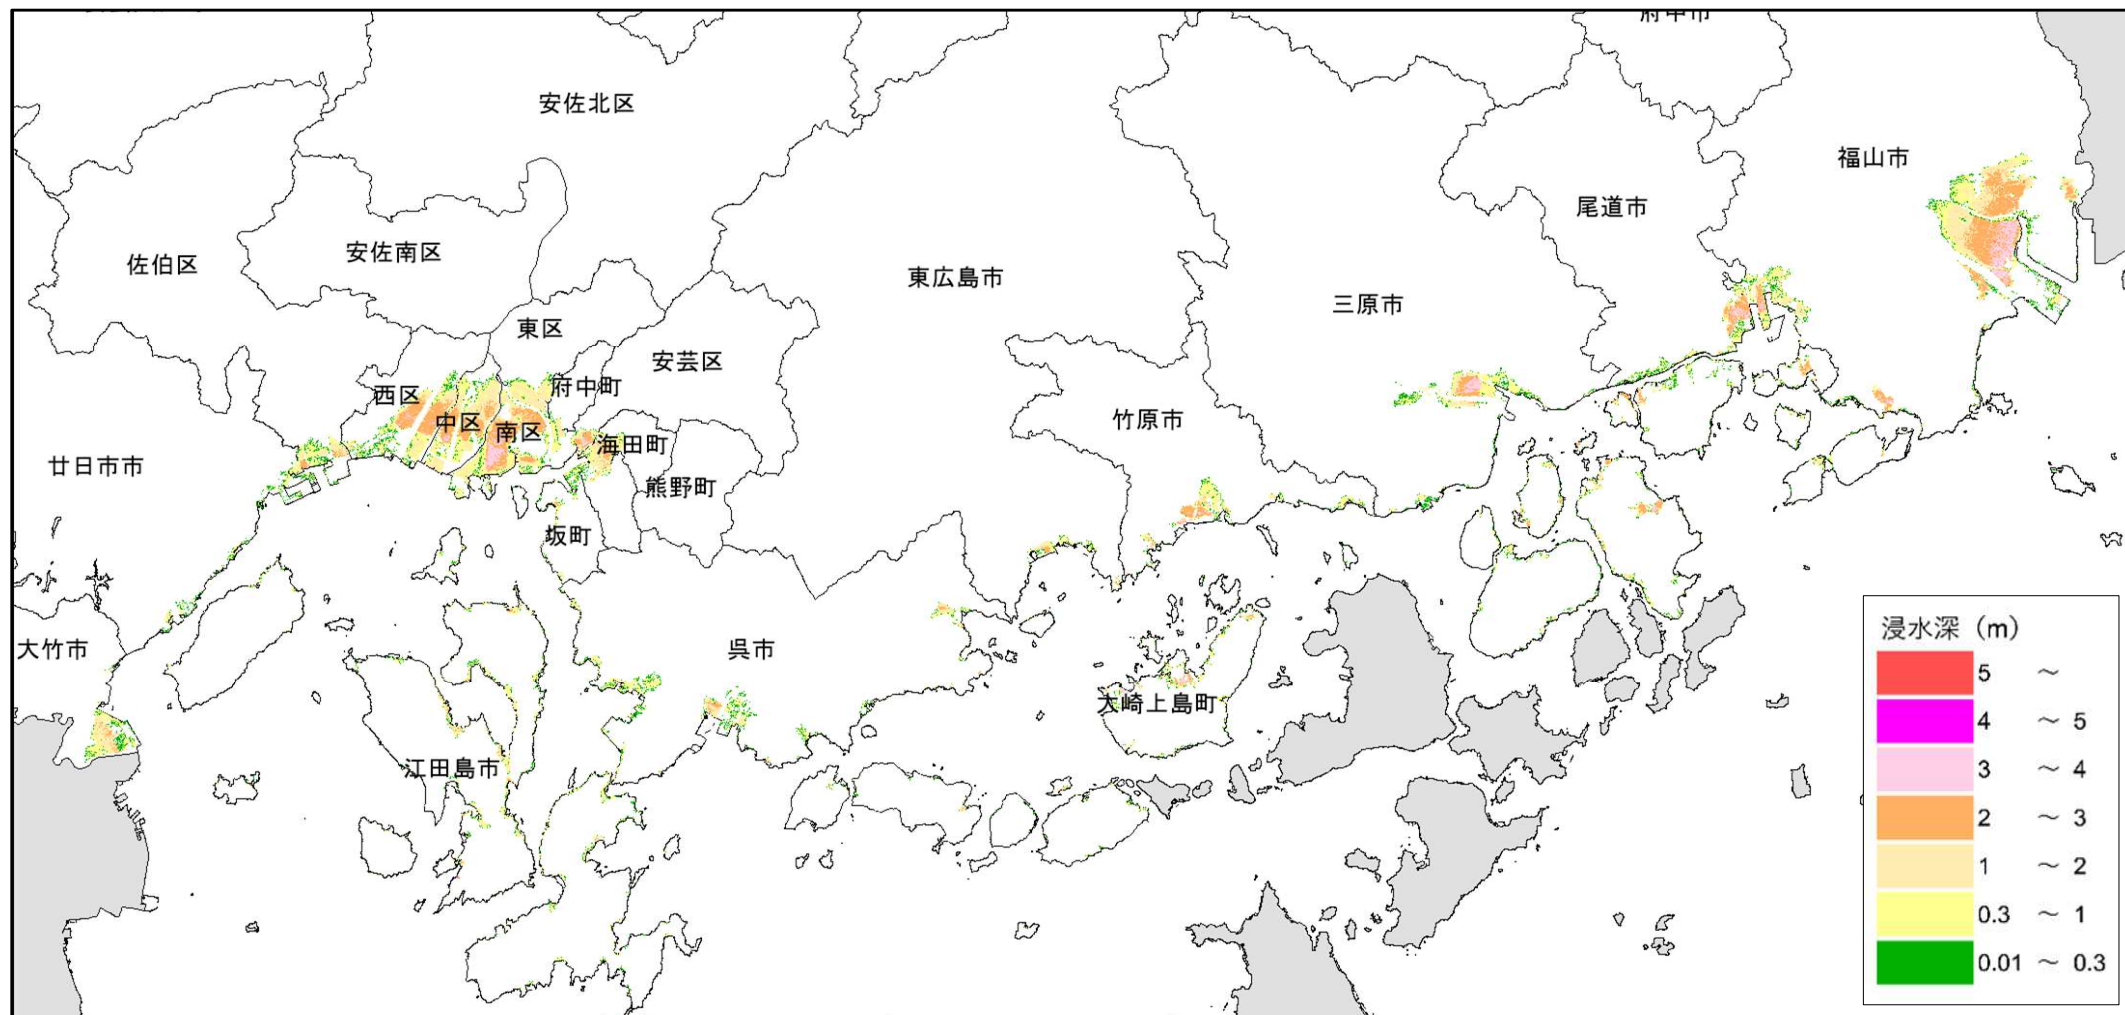 府中市
安佐北区
福山市
尾道市
佐伯区
安佐南区
東広島市
三原市
東区
安芸区
府中町
西区
中区
南区
竹原市
海田町
廿日市市
熊野町
坂町
大竹市
呉市
大崎上島町
江田島市
浸水深(m)
5 ～
4 ～ 5
3 ～ 4
2 ～ 3
1 ～ 2
0.3 ～ 1
0.01 ～ 0.3